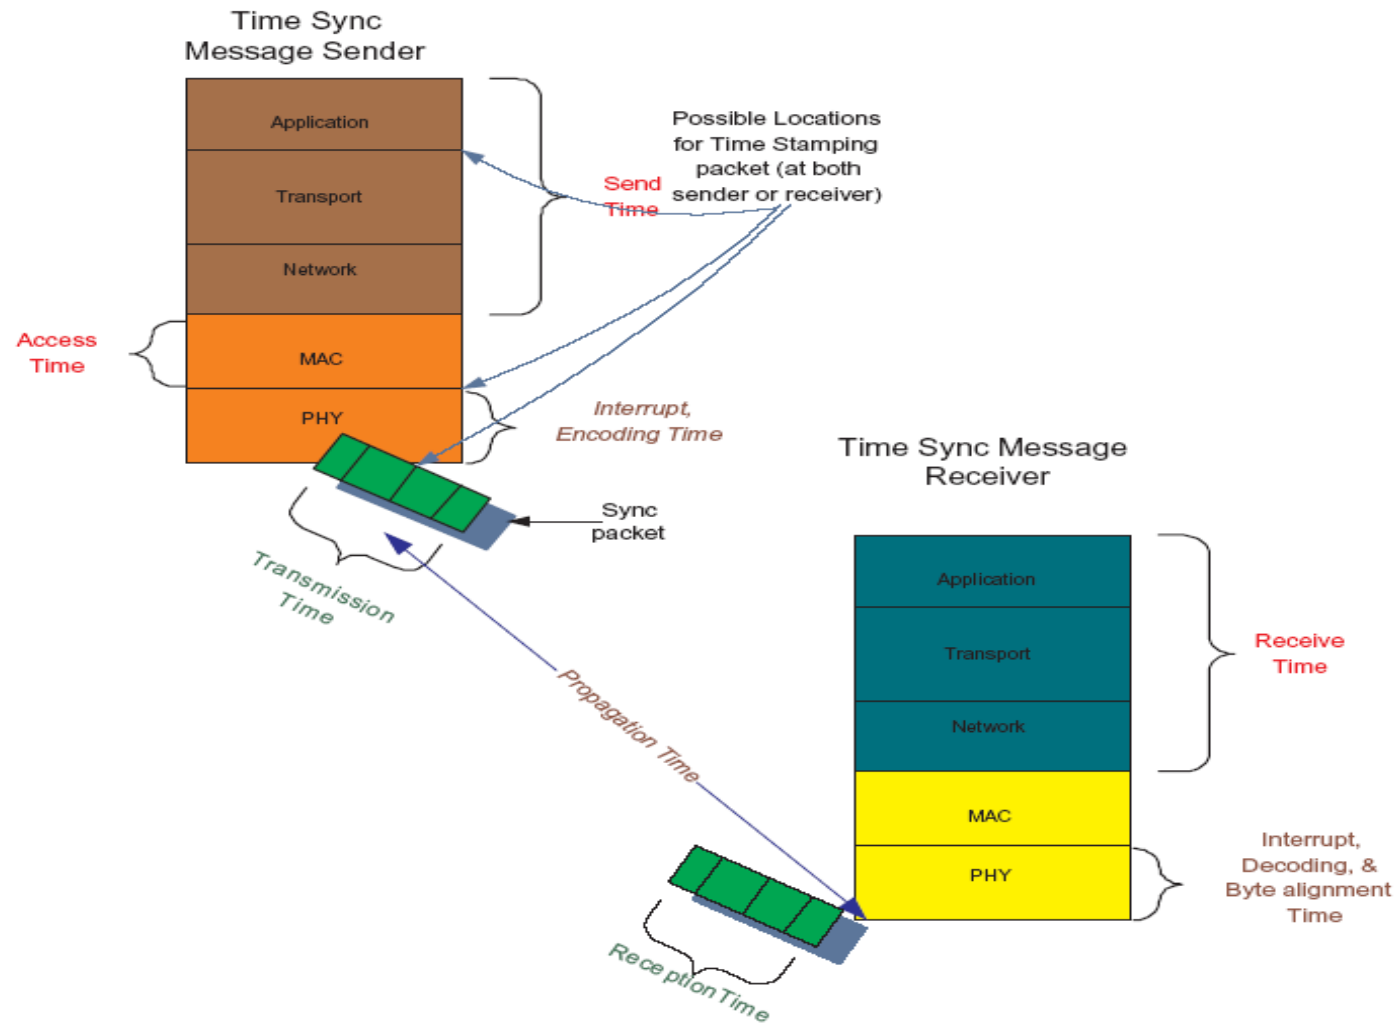 Time Sync
Message Sender
Application
Transport
Network
MAC
PHY
Access
Time
Send
Time
Possible Locations
for Time Stamping
packet (at both
sender or receiver)
Interrupt,
Encoding Time
Sync
packet
Transmission
Time
Propagation Time
Time Sync Message
Receiver
Application
Transport
Network
MAC
PHY
Receive
Time
Interrupt,
Decoding, &
Byte alignment
Time
Reception Time